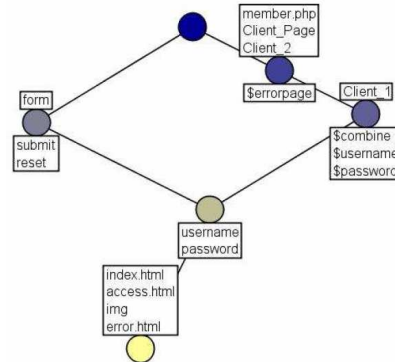 member.php
Client_Page
Client_2
$errorpage
form
submit
reset
Client_1
$combine
$username
$password
username
password
index.html
access.html
img
error.html